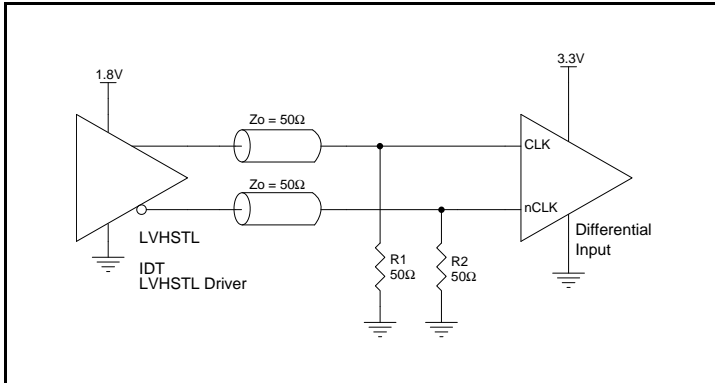 1.8V
3.3V
Zo = 50Ω
Zo = 50Ω
CLK
nCLK
LVHSTL
IDT
LVHSTL Driver
R1
50Ω
R2
50Ω
Differential
Input